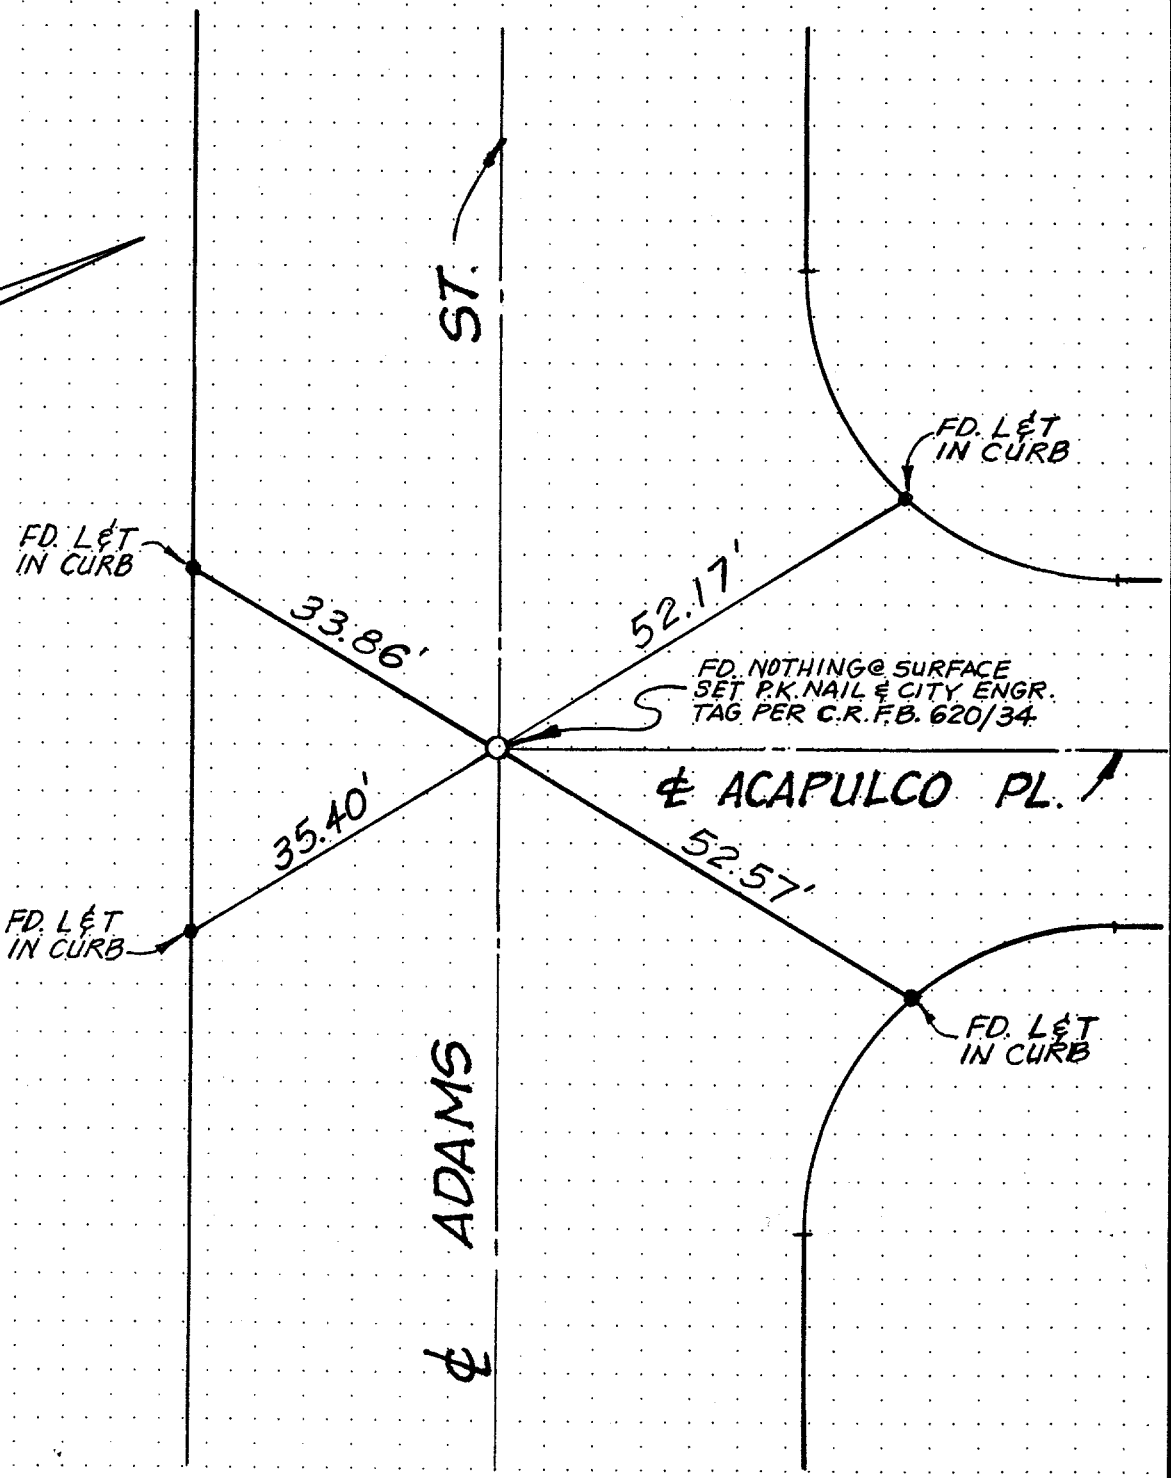 ST.
FD. L&T
IN CURB
FD. L&T
IN CURB
33.86'
52.17'
FD. NOTHING @ SURFACE
SET P.K. NAIL & CITY ENGR.
TAG PER C.R.F.B. 620/34
℄ ACAPULCO PL.
35.40'
52.57'
FD. L&T
IN CURB
FD. L&T
IN CURB
℄ ADAMS